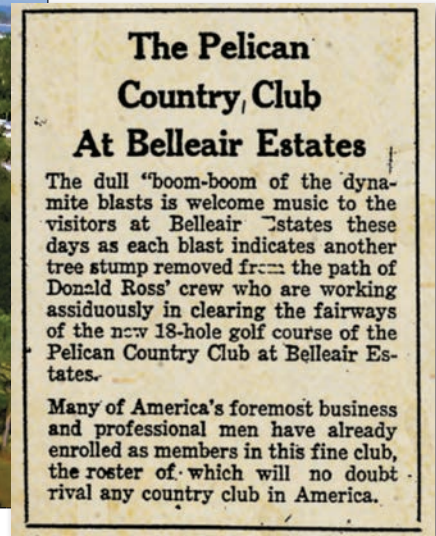 The Pelican
Country Club
At Belleair Estates
The dull "boom-boom of the dyna-
mite blasts is welcome music to the
visitors at Belleair Estates these
days as each blast indicates another
tree stump removed from the path of
Donald Ross' crew who are working
assiduously in clearing the fairways
of the new 18-hole golf course of the
Pelican Country Club at Belleair Es-
tates.
Many of America's foremost business
and professional men have already
enrolled as members in this fine club,
the roster of which will no doubt
rival any country club in America.